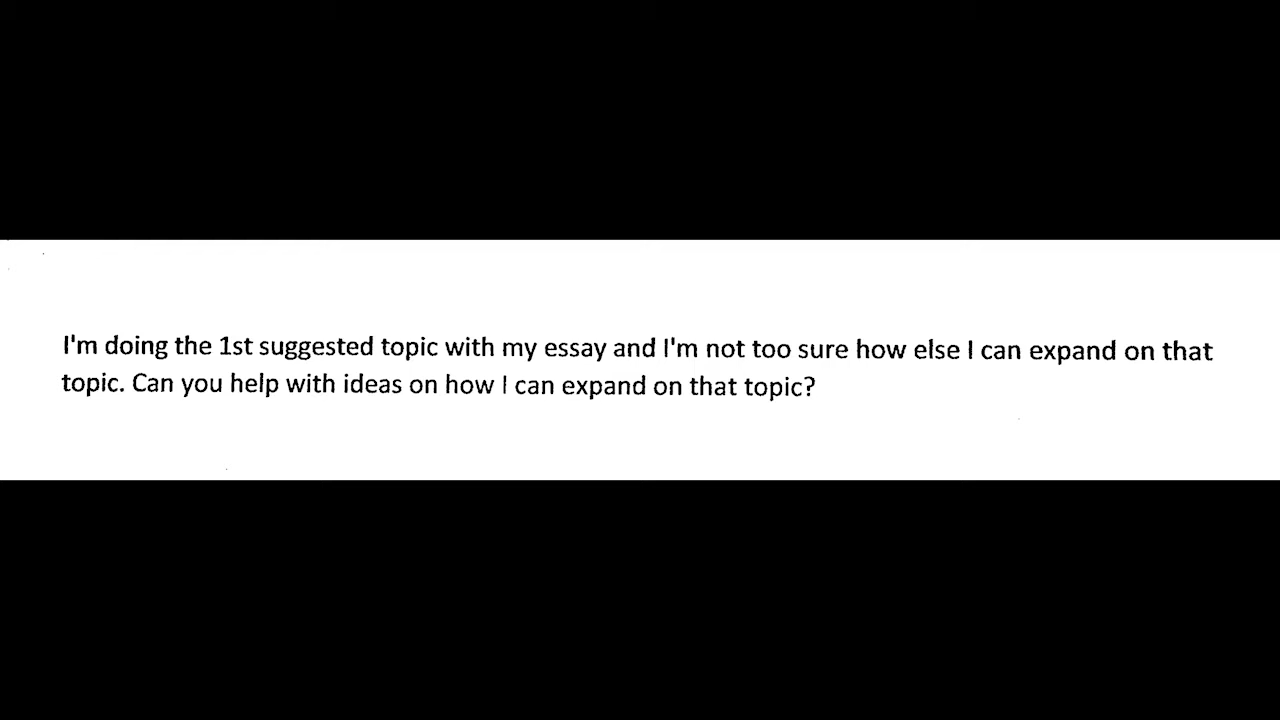 I'm doing the 1st suggested topic with my essay and I'm not too sure how else I can expand on that
topic. Can you help with ideas on how I can expand on that topic?